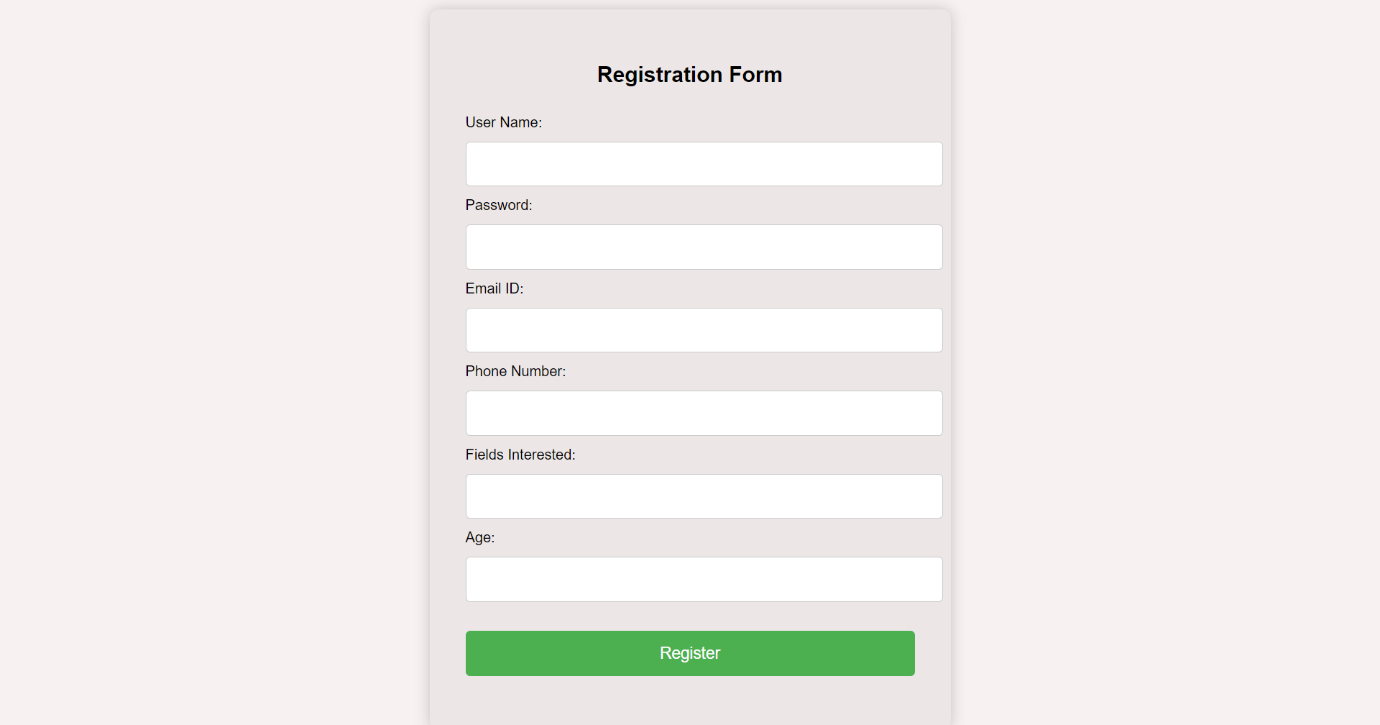 Registration Form
User Name:
Password:
Email ID:
Phone Number:
Fields Interested:
Age:
Register